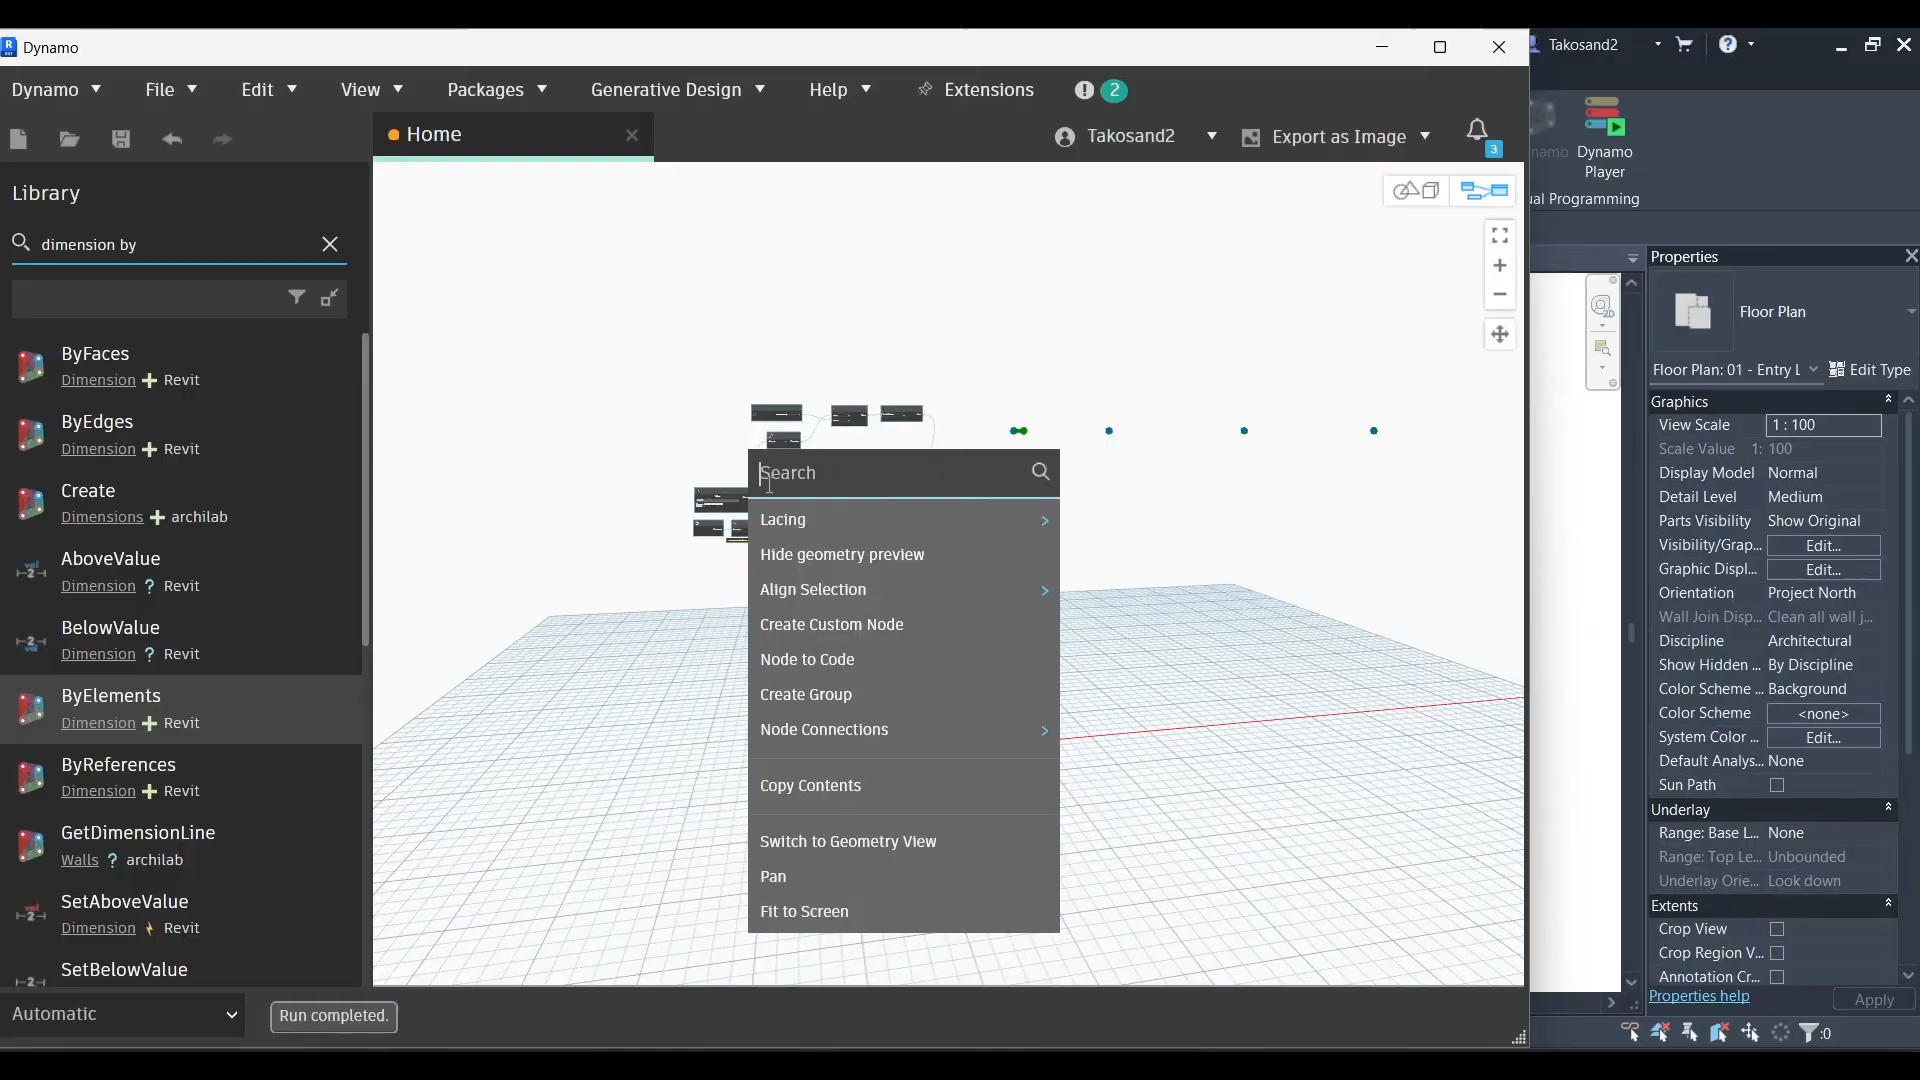 Dynamo
Takosand2
Dynamo
File
Edit
View
Packages
Generative Design
Help
Extensions
2
Home
Takosand2
Export as Image
3
Dynamo
Player
ual Programming
Library
dimension by
ByFaces
Dimension Revit
ByEdges
Dimension Revit
Create
Dimensions archilab
AboveValue
Dimension ? Revit
BelowValue
Dimension ? Revit
ByElements
Dimension Revit
ByReferences
Dimension Revit
GetDimensionLine
Walls ? archilab
SetAboveValue
Dimension Revit
SetBelowValue
Automatic
Run completed.
Search
Lacing
Hide geometry preview
Align Selection
Create Custom Node
Node to Code
Create Group
Node Connections
Copy Contents
Switch to Geometry View
Pan
Fit to Screen
2D
Properties
Floor Plan
Floor Plan: 01 - Entry L
Edit Type
Graphics
View Scale 1 : 100
Scale Value 1: 100
Display Model Normal
Detail Level Medium
Parts Visibility Show Original
Visibility/Grap... Edit...
Graphic Displ... Edit...
Orientation Project North
Wall Join Disp... Clean all wall j...
Discipline Architectural
Show Hidden ... By Discipline
Color Scheme ... Background
Color Scheme <none>
System Color ... Edit...
Default Analys... None
Sun Path
Underlay
Range: Base L... None
Range: Top Le... Unbounded
Underlay Orie... Look down
Extents
Crop View
Crop Region V...
Annotation Cr...
Properties help
Apply
:0